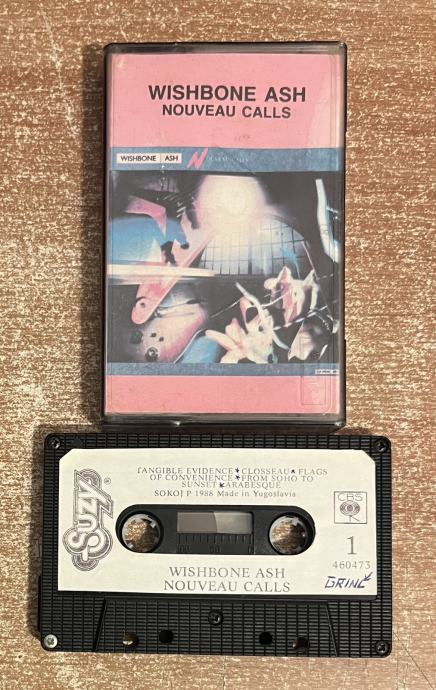 WISHBONE ASH
NOUVEAU CALLS
WISHBONE ASH N
TANGIBLE EVIDENCE * CLOSSEAU * FLAGS
OF CONVENIENCE * FROM SOHO TO
SUNSET * ARABESQUE
SOKOJ P 1988 Made in Yugoslavia
Suzy ®
CBS
1
460473
WISHBONE ASH
NOUVEAU CALLS